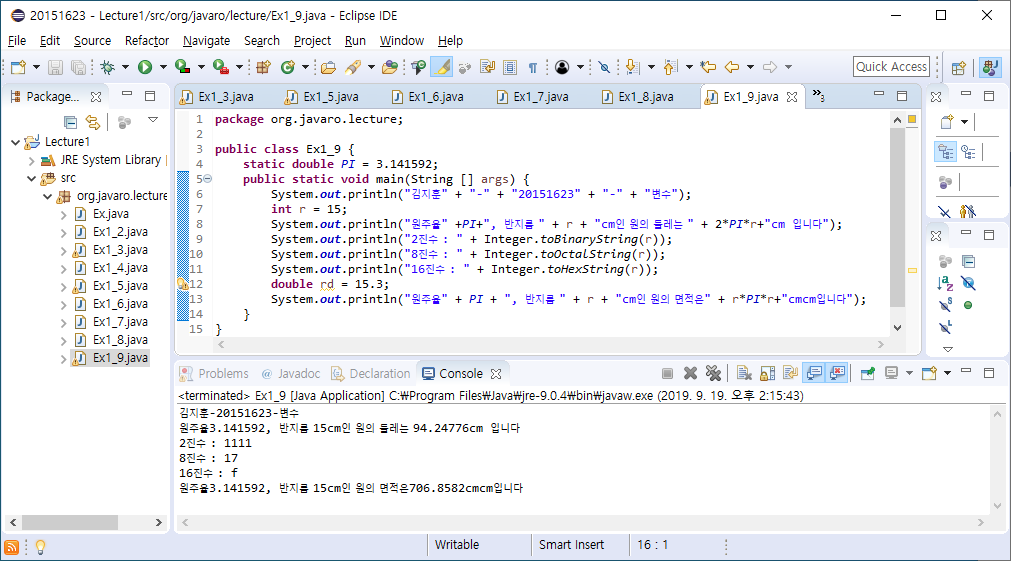 20151623 - Lecture1/src/org/javaro/lecture/Ex1_9.java - Eclipse IDE
File Edit Source Refactor Navigate Search Project Run Window Help
Quick Access
Package...
Lecture1
JRE System Library
src
org.javaro.lecture
Ex.java
Ex1_2.java
Ex1_3.java
Ex1_4.java
Ex1_5.java
Ex1_6.java
Ex1_7.java
Ex1_8.java
Ex1_9.java
Ex1_3.java Ex1_5.java Ex1_6.java Ex1_7.java Ex1_8.java Ex1_9.java »3
1 package org.javaro.lecture;
2
3 public class Ex1_9 {
4 static double PI = 3.141592;
5 public static void main(String [] args) {
6 System.out.println("김지훈" + "-" + "20151623" + "-" + "변수");
7 int r = 15;
8 System.out.println("원주율" +PI+", 반지름 " + r + "cm인 원의 둘레는 " + 2*PI*r+"cm 입니다");
9 System.out.println("2진수 : " + Integer.toBinaryString(r));
10 System.out.println("8진수 : " + Integer.toOctalString(r));
11 System.out.println("16진수 : " + Integer.toHexString(r));
12 double rd = 15.3;
13 System.out.println("원주율" + PI + ", 반지름 " + r + "cm인 원의 면적은" + r*PI*r+"cmcm입니다");
14 }
15 }
Problems Javadoc Declaration Console
<terminated> Ex1_9 [Java Application] C:₩Program Files₩Java₩jre-9.0.4₩bin₩javaw.exe (2019. 9. 19. 오후 2:15:43)
김지훈-20151623-변수
원주율3.141592, 반지름 15cm인 원의 둘레는 94.24776cm 입니다
2진수 : 1111
8진수 : 17
16진수 : f
원주율3.141592, 반지름 15cm인 원의 면적은706.8582cmcm입니다
Writable Smart Insert 16 : 1